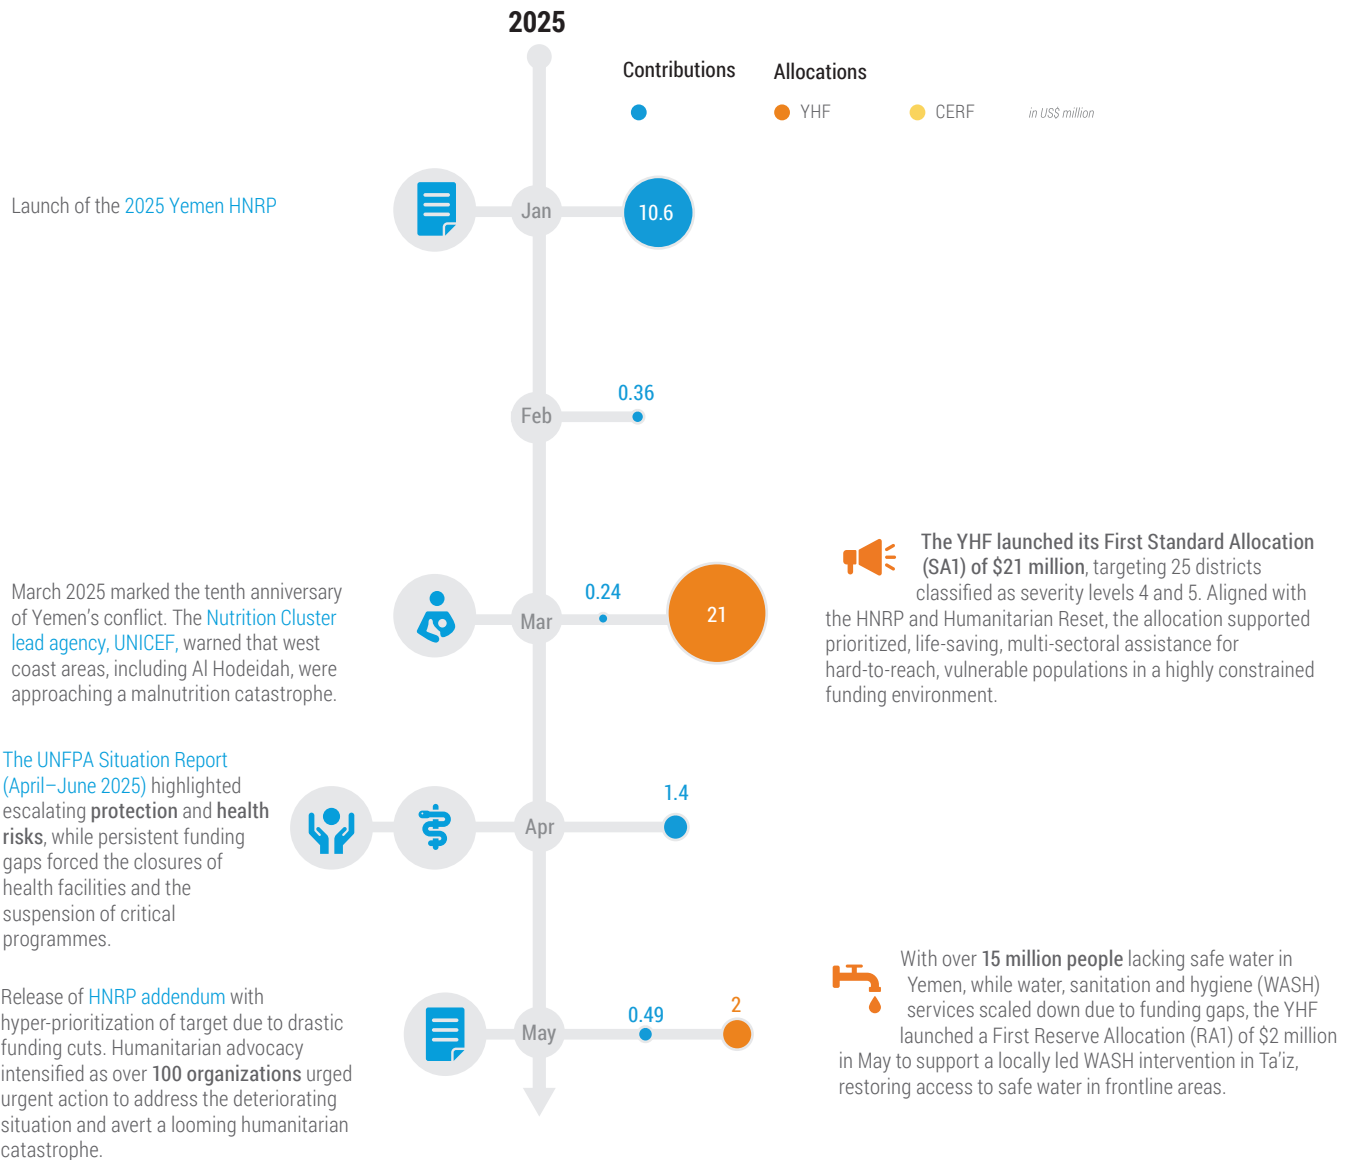 2025
Contributions
Allocations
YHF
CERF
in US$ million
Launch of the 2025 Yemen HNRP
Jan
10.6
Feb
0.36
March 2025 marked the tenth anniversary
of Yemen's conflict. The Nutrition Cluster
lead agency, UNICEF, warned that west
coast areas, including Al Hodeidah, were
approaching a malnutrition catastrophe.
Mar
0.24
21
The YHF launched its First Standard Allocation
(SA1) of $21 million, targeting 25 districts
classified as severity levels 4 and 5. Aligned with
the HNRP and Humanitarian Reset, the allocation supported
prioritized, life-saving, multi-sectoral assistance for
hard-to-reach, vulnerable populations in a highly constrained
funding environment.
The UNFPA Situation Report
(April–June 2025) highlighted
escalating protection and health
risks, while persistent funding
gaps forced the closures of
health facilities and the
suspension of critical
programmes.
Apr
1.4
Release of HNRP addendum with
hyper-prioritization of target due to drastic
funding cuts. Humanitarian advocacy
intensified as over 100 organizations urged
urgent action to address the deteriorating
situation and avert a looming humanitarian
catastrophe.
May
0.49
2
With over 15 million people lacking safe water in
Yemen, while water, sanitation and hygiene (WASH)
services scaled down due to funding gaps, the YHF
launched a First Reserve Allocation (RA1) of $2 million
in May to support a locally led WASH intervention in Ta'iz,
restoring access to safe water in frontline areas.